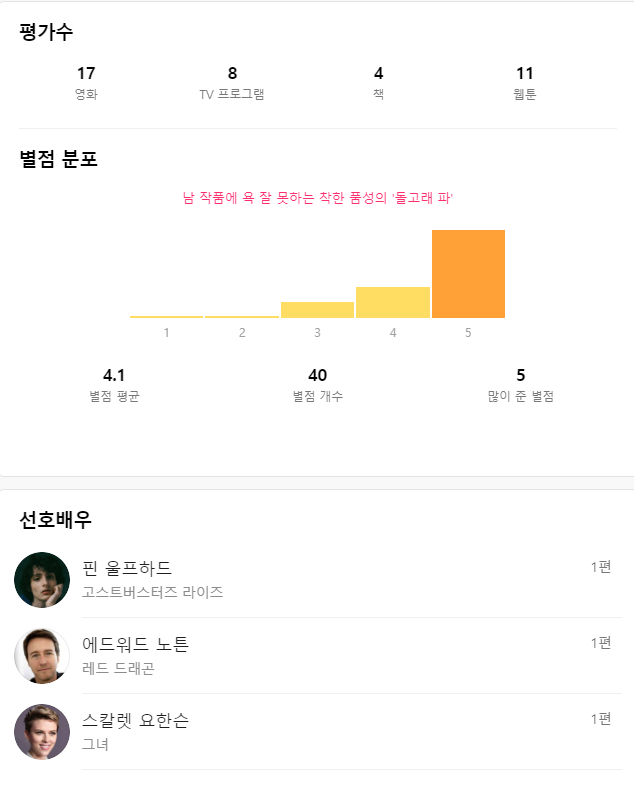 평가수
17 8 4 11
영화 TV 프로그램 책 웹툰
별점 분포
남 작품에 욕 잘 못하는 착한 품성의 '돌고래 파'
1 2 3 4 5
4.1 40 5
별점 평균 별점 개수 많이 준 별점
선호배우
핀 울프하드 1편
고스트버스터즈 라이즈
에드워드 노튼 1편
레드 드래곤
스칼렛 요한슨 1편
그녀